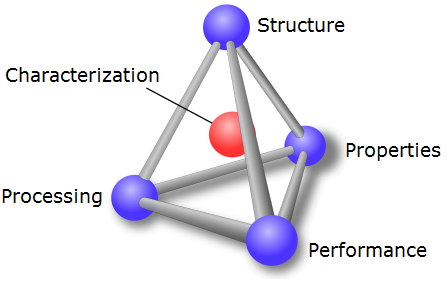 Structure
Characterization
Properties
Processing
Performance